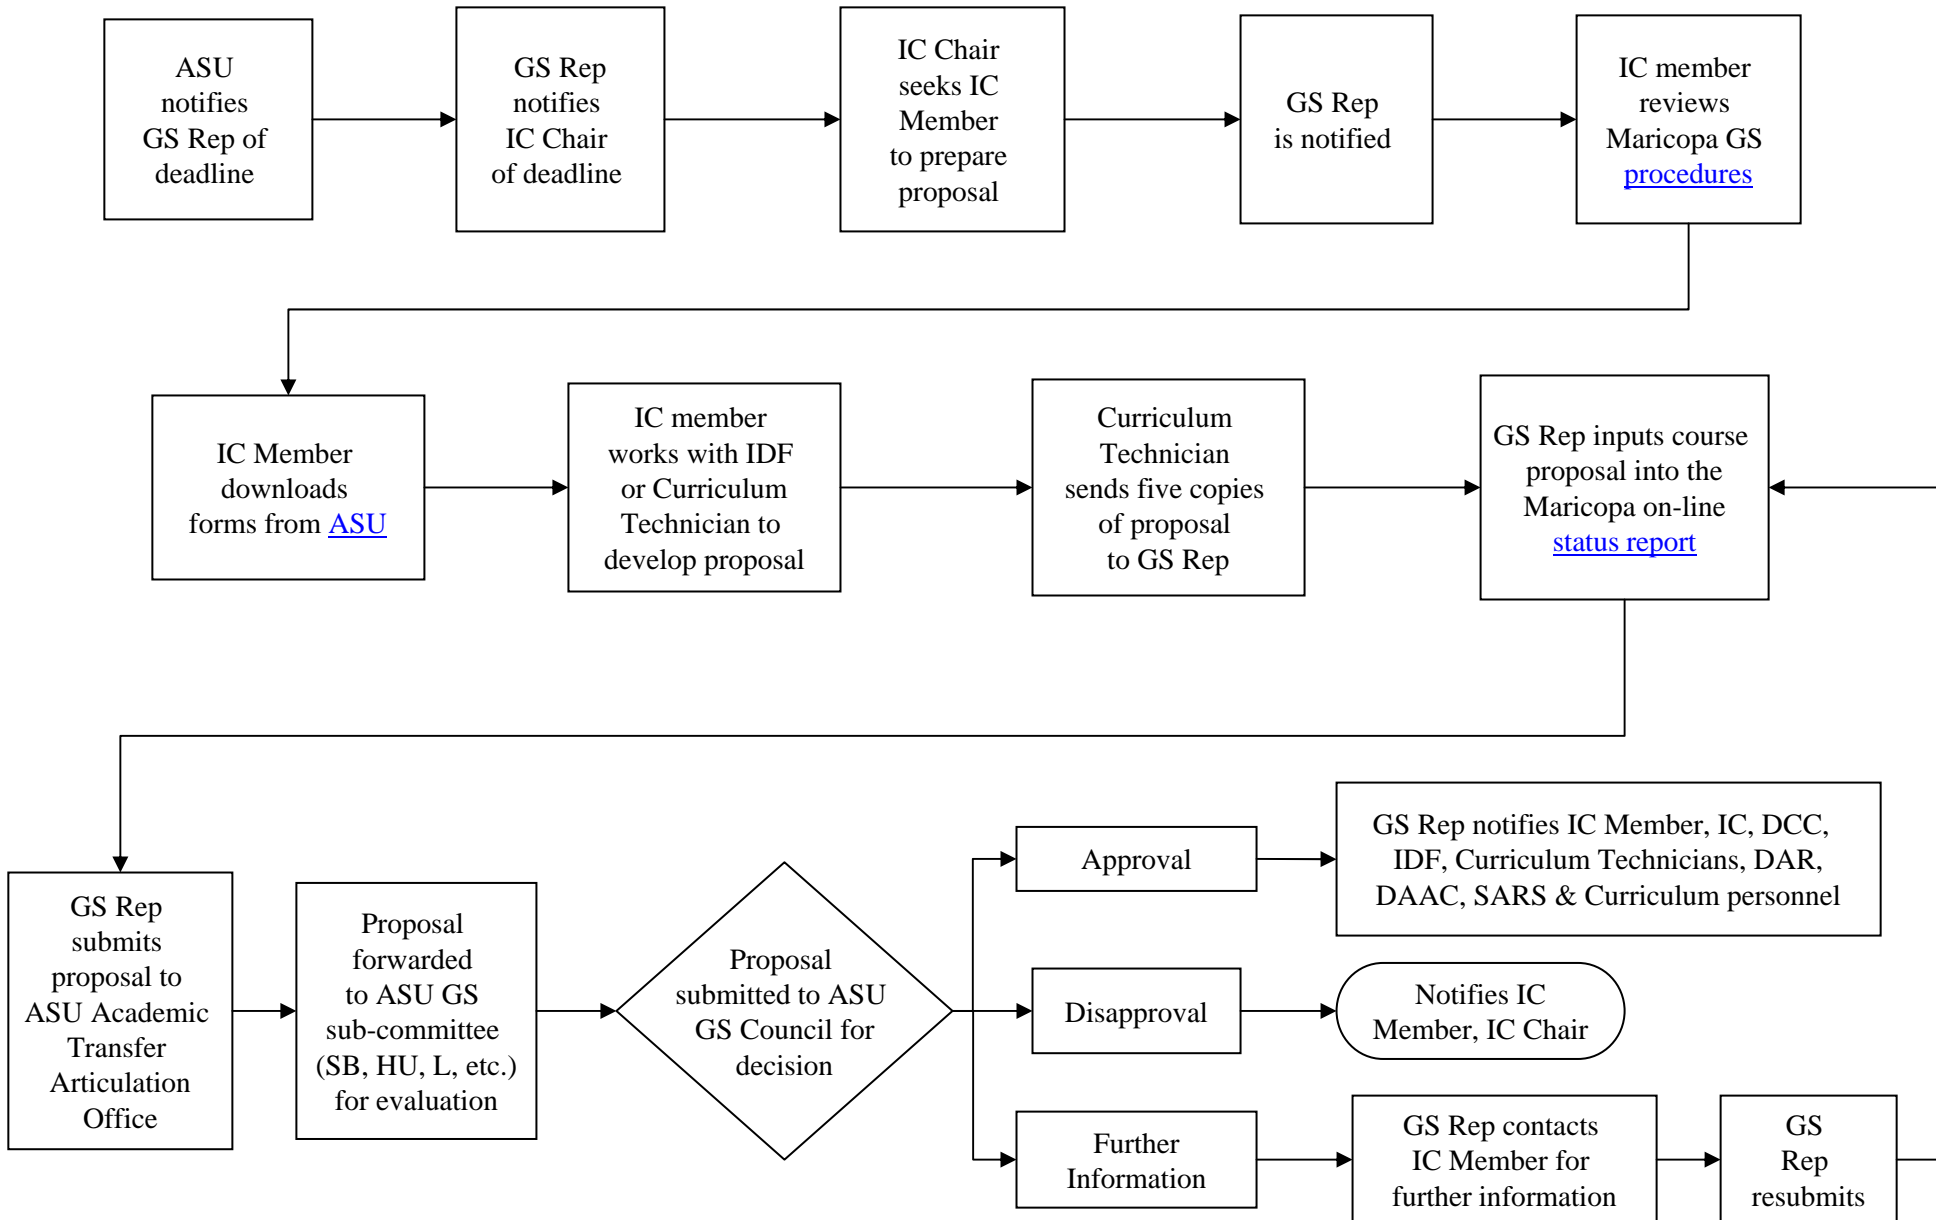 ASU
notifies
GS Rep of
deadline
GS Rep
notifies
IC Chair
of deadline
IC Chair
seeks IC
Member
to prepare
proposal
GS Rep
is notified
IC member
reviews
Maricopa GS
procedures
IC Member
downloads
forms from ASU
IC member
works with IDF
or Curriculum
Technician to
develop proposal
Curriculum
Technician
sends five copies
of proposal
to GS Rep
GS Rep inputs course
proposal into the
Maricopa on-line
status report
GS Rep
submits
proposal to
ASU Academic
Transfer
Articulation
Office
Proposal
forwarded
to ASU GS
sub-committee
(SB, HU, L, etc.)
for evaluation
Proposal
submitted to ASU
GS Council for
decision
Approval
GS Rep notifies IC Member, IC, DCC,
IDF, Curriculum Technicians, DAR,
DAAC, SARS & Curriculum personnel
Disapproval
Notifies IC
Member, IC Chair
Further
Information
GS Rep contacts
IC Member for
further information
GS
Rep
resubmits